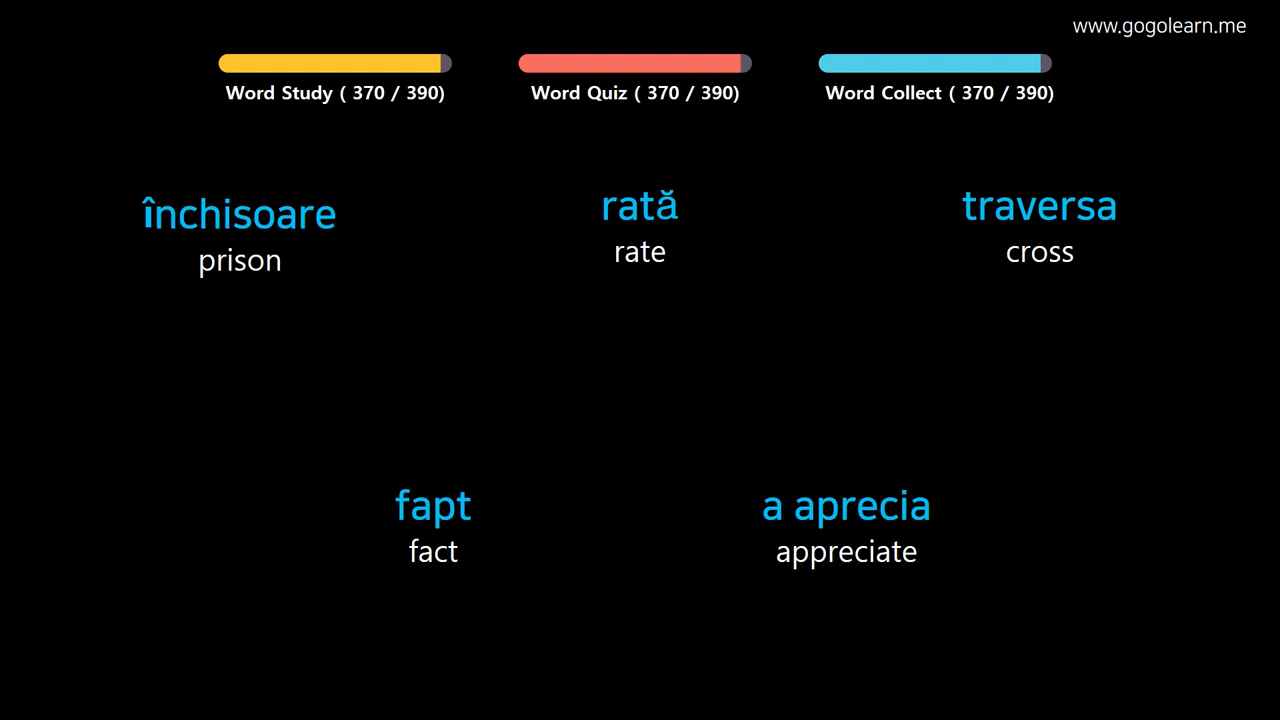 www.gogolearn.me
Word Study ( 370 / 390)
Word Quiz ( 370 / 390)
Word Collect ( 370 / 390)
închisoare
prison
rată
rate
traversa
cross
fapt
fact
a aprecia
appreciate